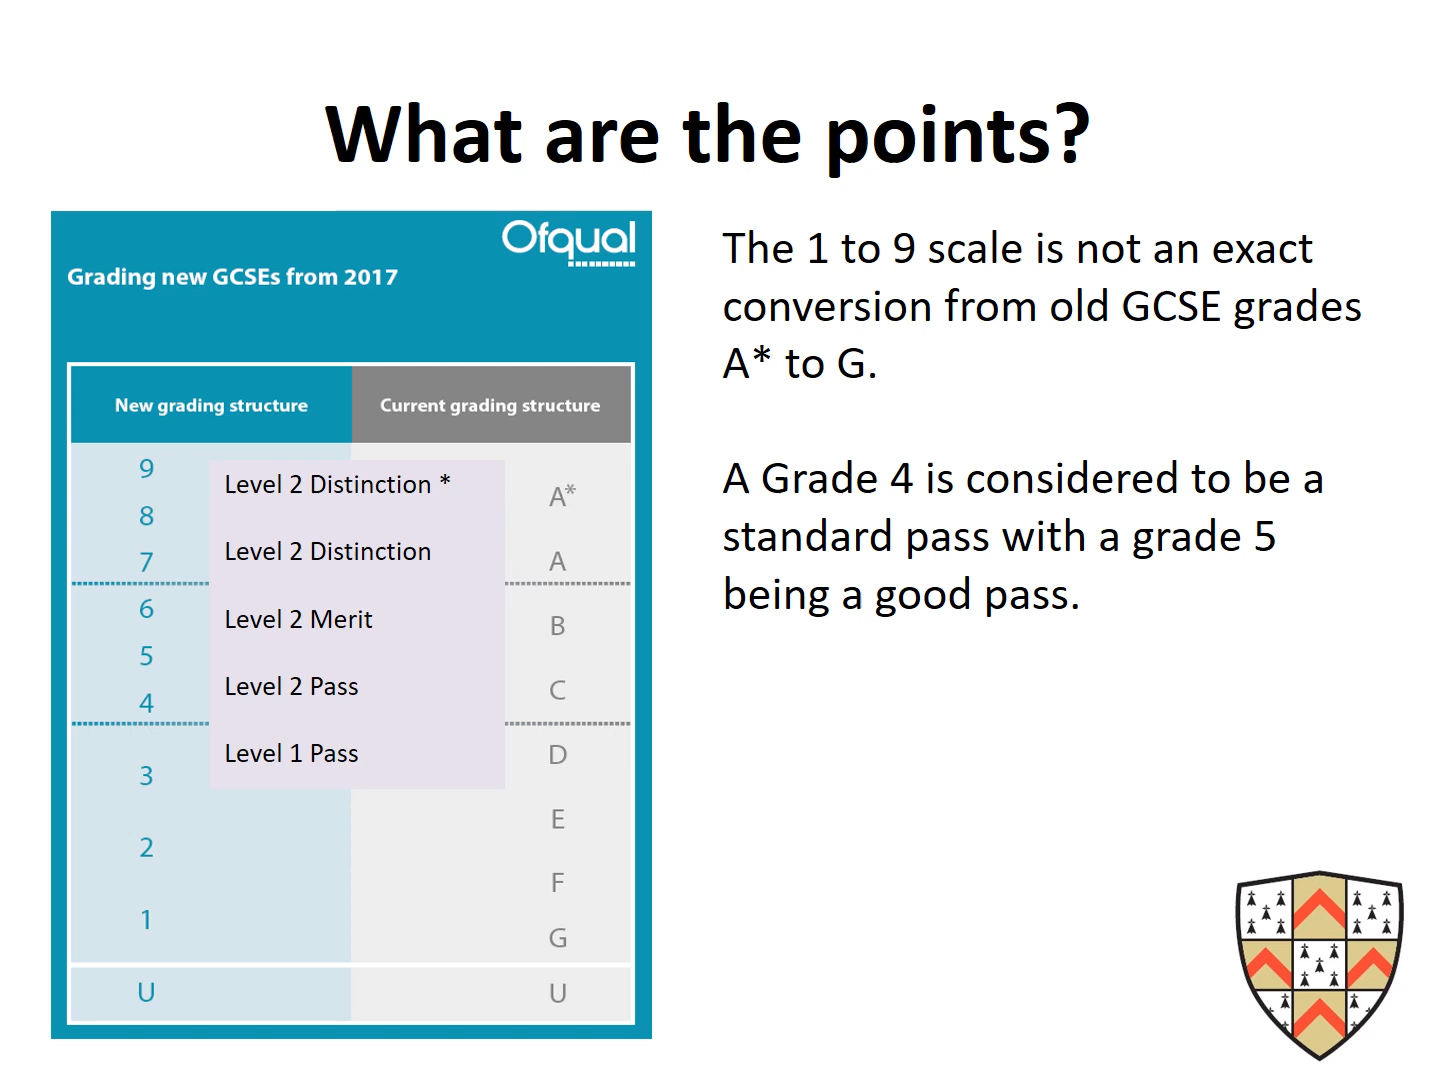 What are the points?
Ofqual
Grading new GCSEs from 2017
New grading structure
Current grading structure
9
8
7
6
5
4
3
2
1
U
Level 2 Distinction *
Level 2 Distinction
Level 2 Merit
Level 2 Pass
Level 1 Pass
A*
A
B
C
D
E
F
G
U
The 1 to 9 scale is not an exact
conversion from old GCSE grades
A* to G.
A Grade 4 is considered to be a
standard pass with a grade 5
being a good pass.